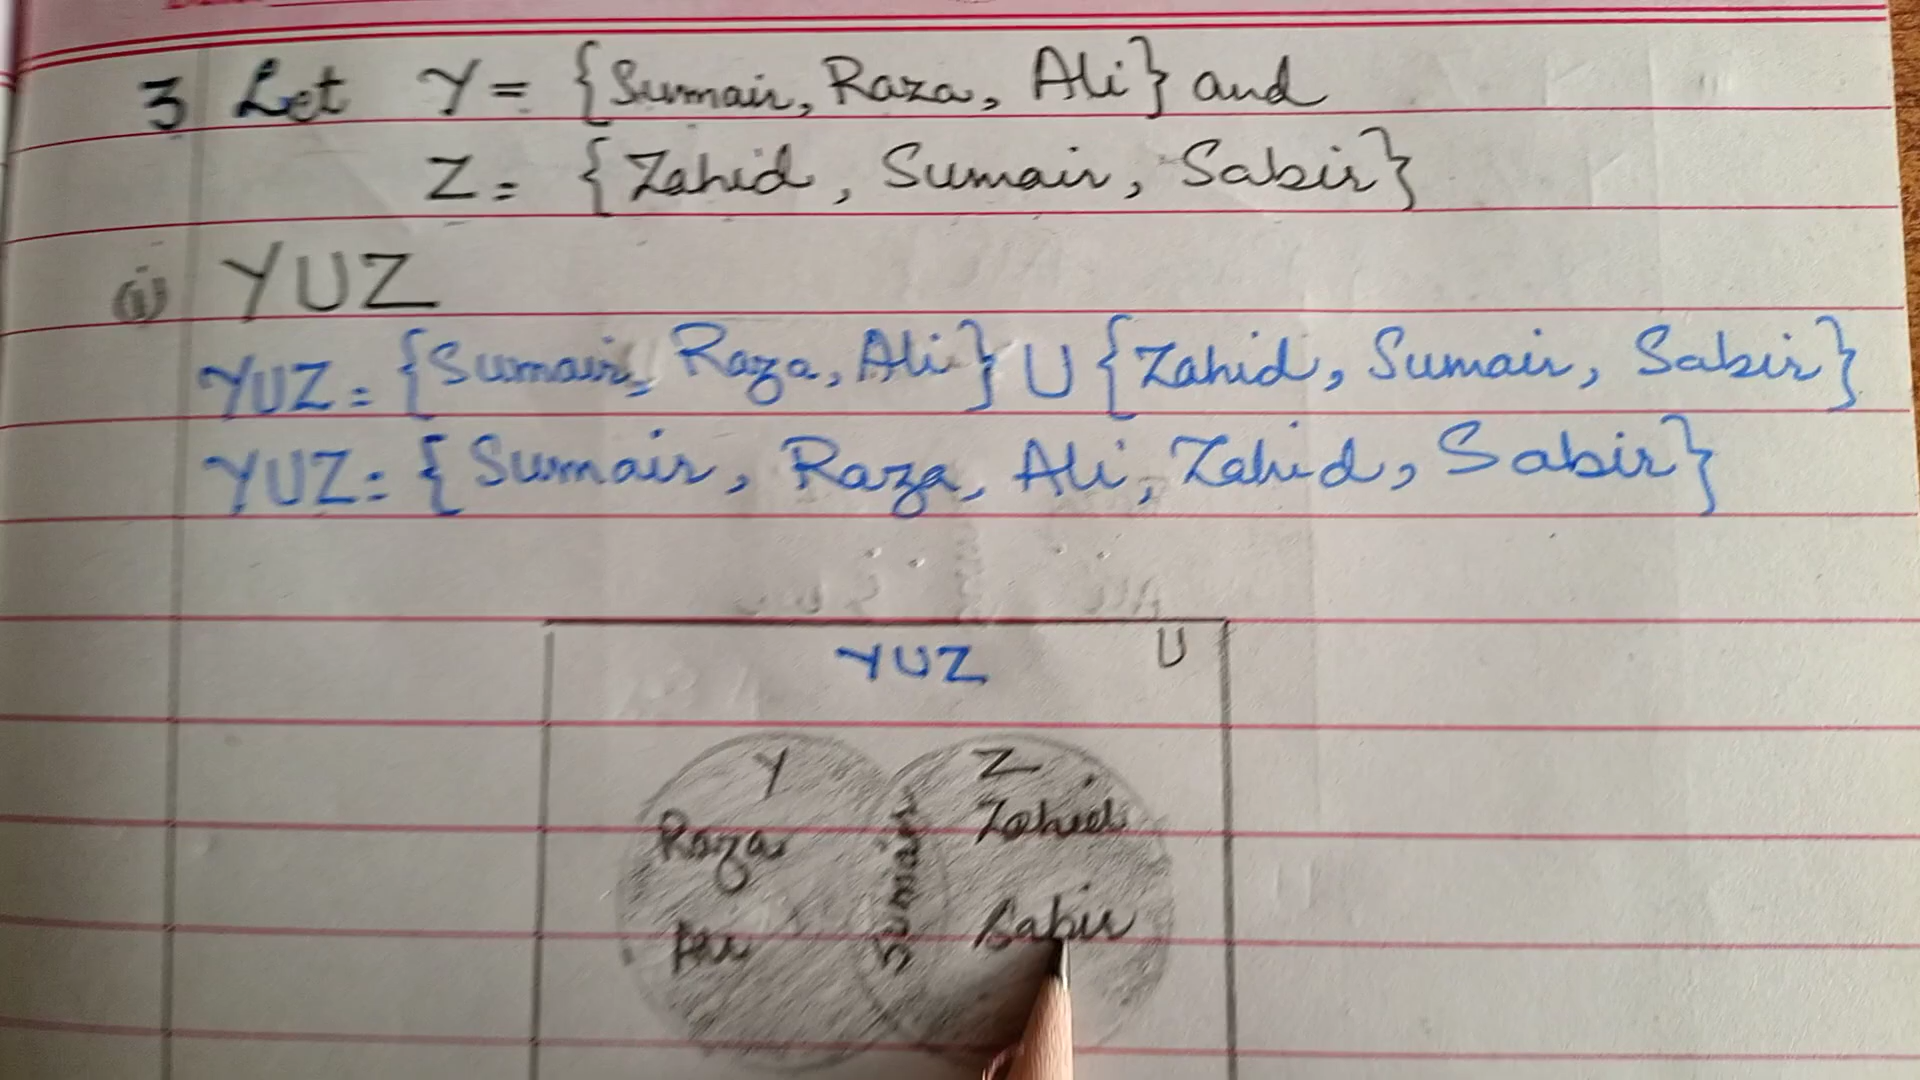 3 Let Y = {Sumair, Raza, Ali} and
Z = {Zahid, Sumair, Sabir}
(i) YUZ
YUZ = {Sumair, Raza, Ali} U {Zahid, Sumair, Sabir}
YUZ = {Sumair, Raza, Ali, Zahid, Sabir}
YUZ U
Y Z
Raza Sumair Zahid
Ali Sabir